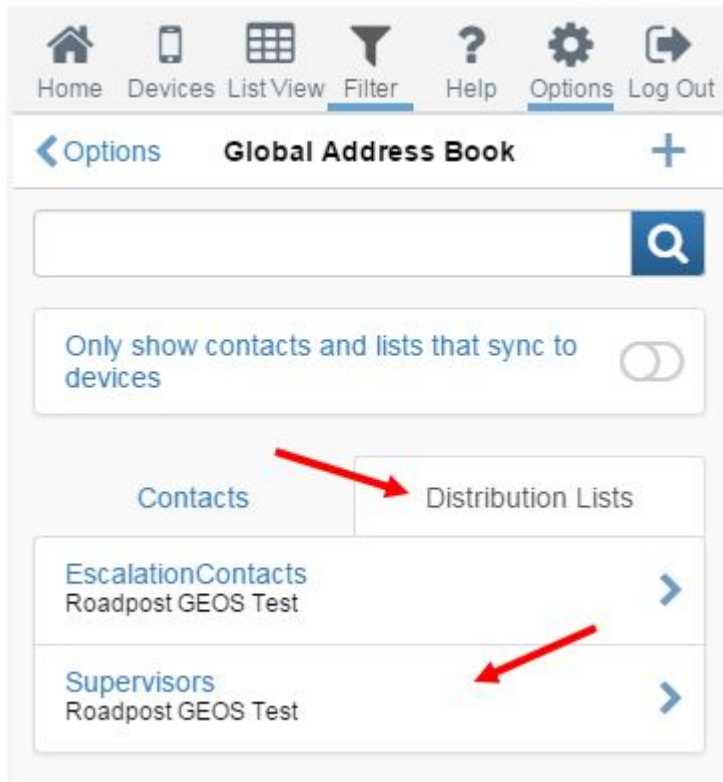 Home Devices List View Filter Help Options Log Out
Options Global Address Book
Only show contacts and lists that sync to
devices
Contacts Distribution Lists
EscalationContacts
Roadpost GEOS Test
Supervisors
Roadpost GEOS Test